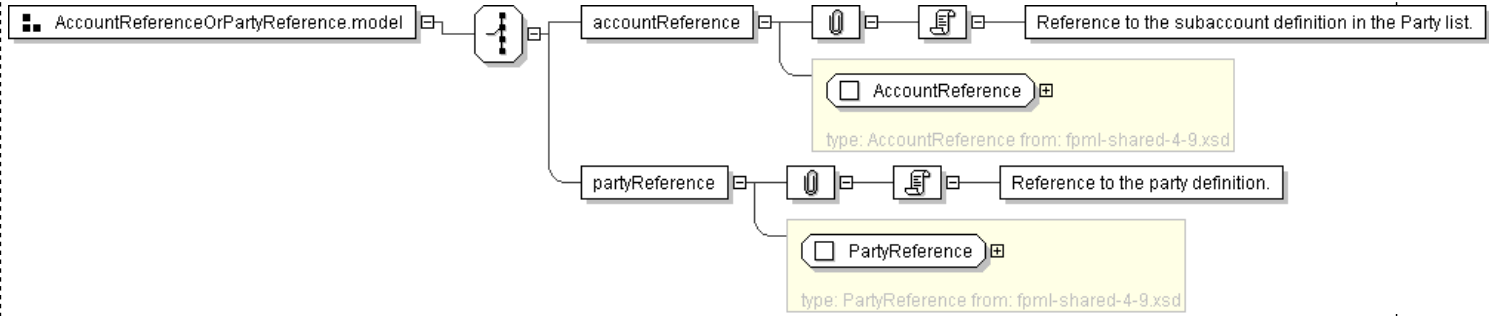 AccountReferenceOrPartyReference.model
accountReference
Reference to the subaccount definition in the Party list.
AccountReference
type: AccountReference from: fpml-shared-4-9.xsd
partyReference
Reference to the party definition.
PartyReference
type: PartyReference from: fpml-shared-4-9.xsd